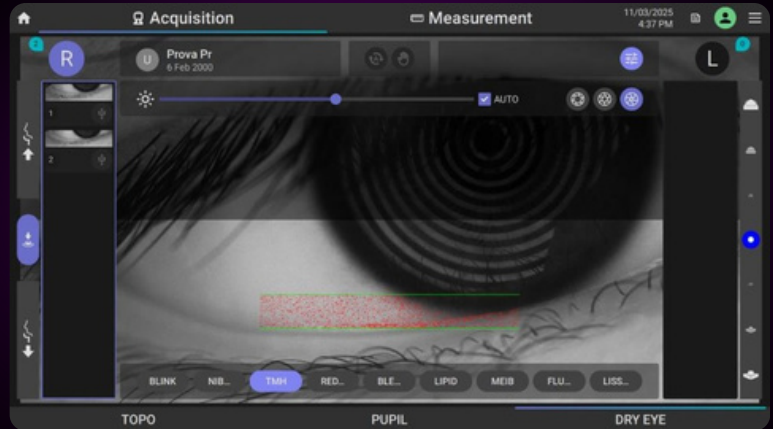 Acquisition
Measurement
11/03/2025
4:37 PM
2
R
U
Prova Pr
6 Feb 2000
L
1
AUTO
2
BLINK
NIB...
TMH
RED...
BLE...
LIPID
MEIB
FLU...
LISS...
TOPO
PUPIL
DRY EYE